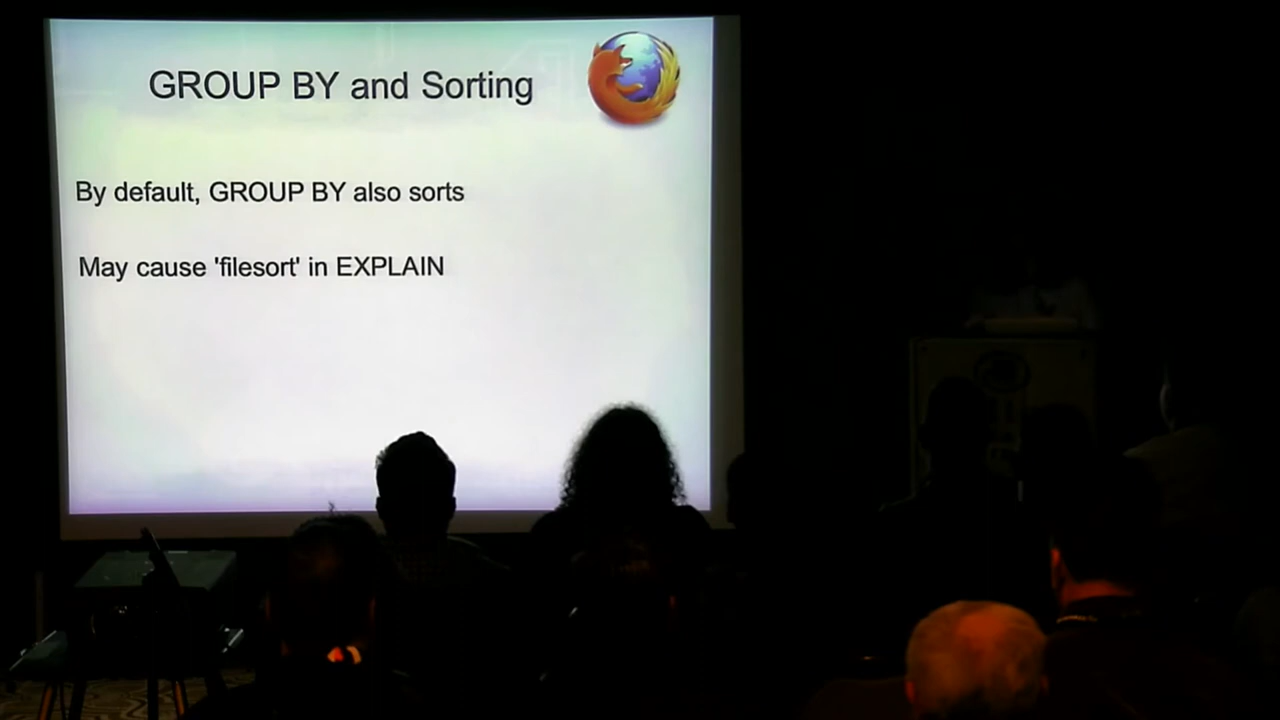 GROUP BY and Sorting
By default, GROUP BY also sorts
May cause 'filesort' in EXPLAIN